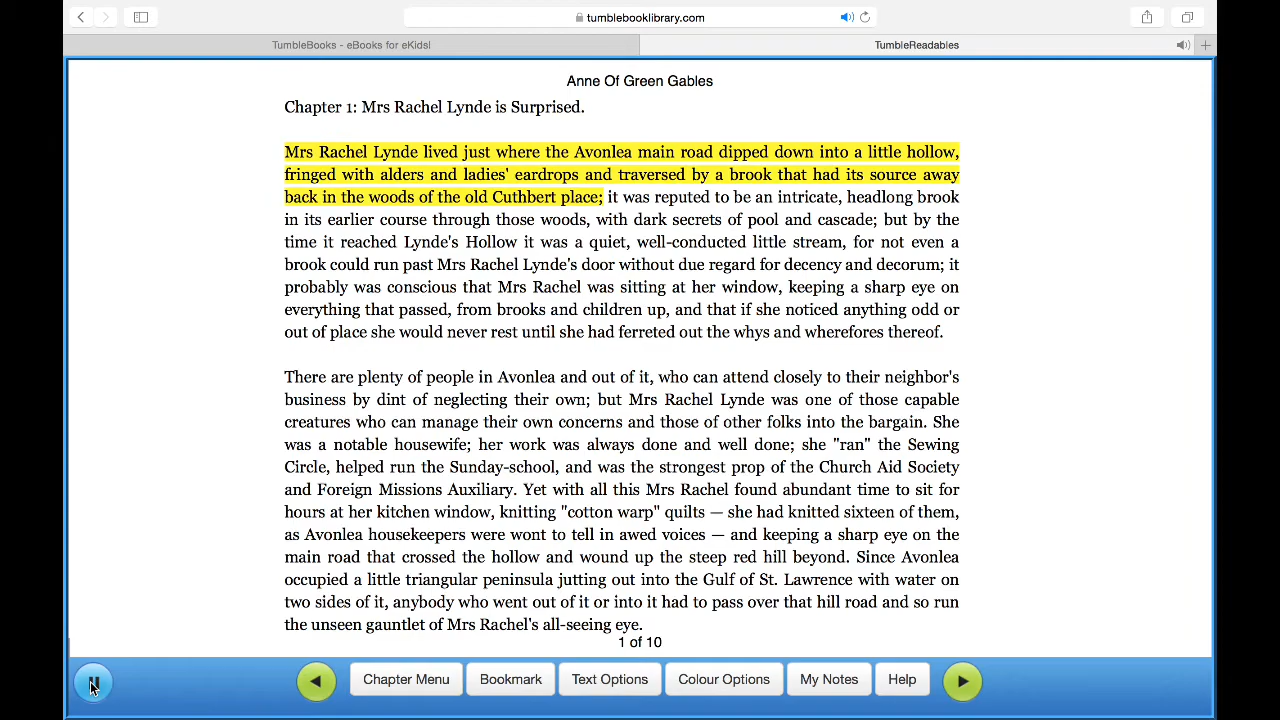 tumblebooklibrary.com
TumbleBooks - eBooks for eKids!
TumbleReadables
Anne Of Green Gables
Chapter 1: Mrs Rachel Lynde is Surprised.
Mrs Rachel Lynde lived just where the Avonlea main road dipped down into a little hollow,
fringed with alders and ladies' eardrops and traversed by a brook that had its source away
back in the woods of the old Cuthbert place; it was reputed to be an intricate, headlong brook
in its earlier course through those woods, with dark secrets of pool and cascade; but by the
time it reached Lynde's Hollow it was a quiet, well-conducted little stream, for not even a
brook could run past Mrs Rachel Lynde's door without due regard for decency and decorum; it
probably was conscious that Mrs Rachel was sitting at her window, keeping a sharp eye on
everything that passed, from brooks and children up, and that if she noticed anything odd or
out of place she would never rest until she had ferreted out the whys and wherefores thereof.
There are plenty of people in Avonlea and out of it, who can attend closely to their neighbor's
business by dint of neglecting their own; but Mrs Rachel Lynde was one of those capable
creatures who can manage their own concerns and those of other folks into the bargain. She
was a notable housewife; her work was always done and well done; she "ran" the Sewing
Circle, helped run the Sunday-school, and was the strongest prop of the Church Aid Society
and Foreign Missions Auxiliary. Yet with all this Mrs Rachel found abundant time to sit for
hours at her kitchen window, knitting "cotton warp" quilts — she had knitted sixteen of them,
as Avonlea housekeepers were wont to tell in awed voices — and keeping a sharp eye on the
main road that crossed the hollow and wound up the steep red hill beyond. Since Avonlea
occupied a little triangular peninsula jutting out into the Gulf of St. Lawrence with water on
two sides of it, anybody who went out of it or into it had to pass over that hill road and so run
the unseen gauntlet of Mrs Rachel's all-seeing eye.
1 of 10
Chapter Menu
Bookmark
Text Options
Colour Options
My Notes
Help